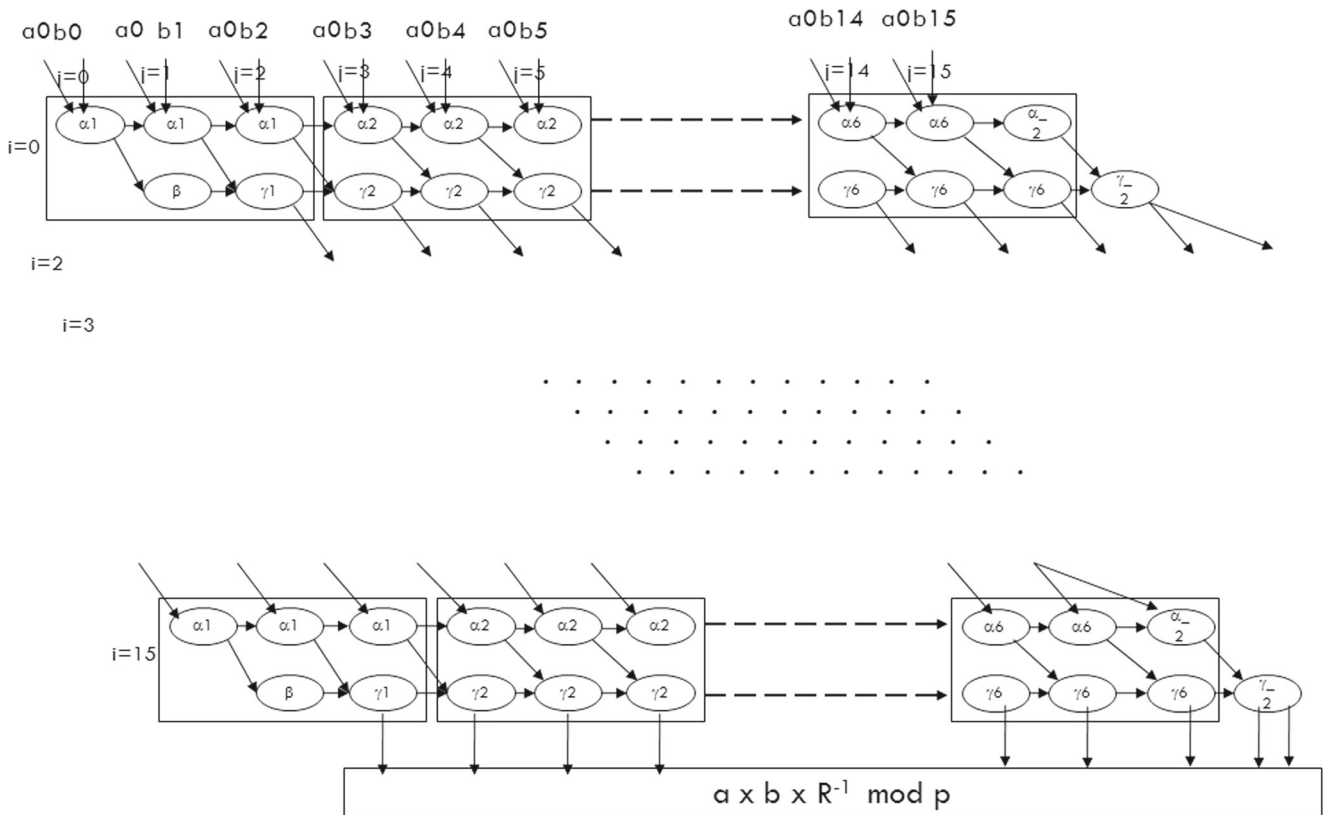 a0b0 a0 b1 a0b2 a0b3 a0b4 a0b5 a0b14 a0b15
i=0 i=1 i=2 i=3 i=4 i=5 i=14 i=15
α1 α1 α1 α2 α2 α2 α6 α6 α_2
i=0
β γ1 γ2 γ2 γ2 γ6 γ6 γ6 γ_2
i=2
i=3
α1 α1 α1 α2 α2 α2 α6 α6 α_2
i=15
β γ1 γ2 γ2 γ2 γ6 γ6 γ6 γ_2
a x b x R⁻¹ mod p